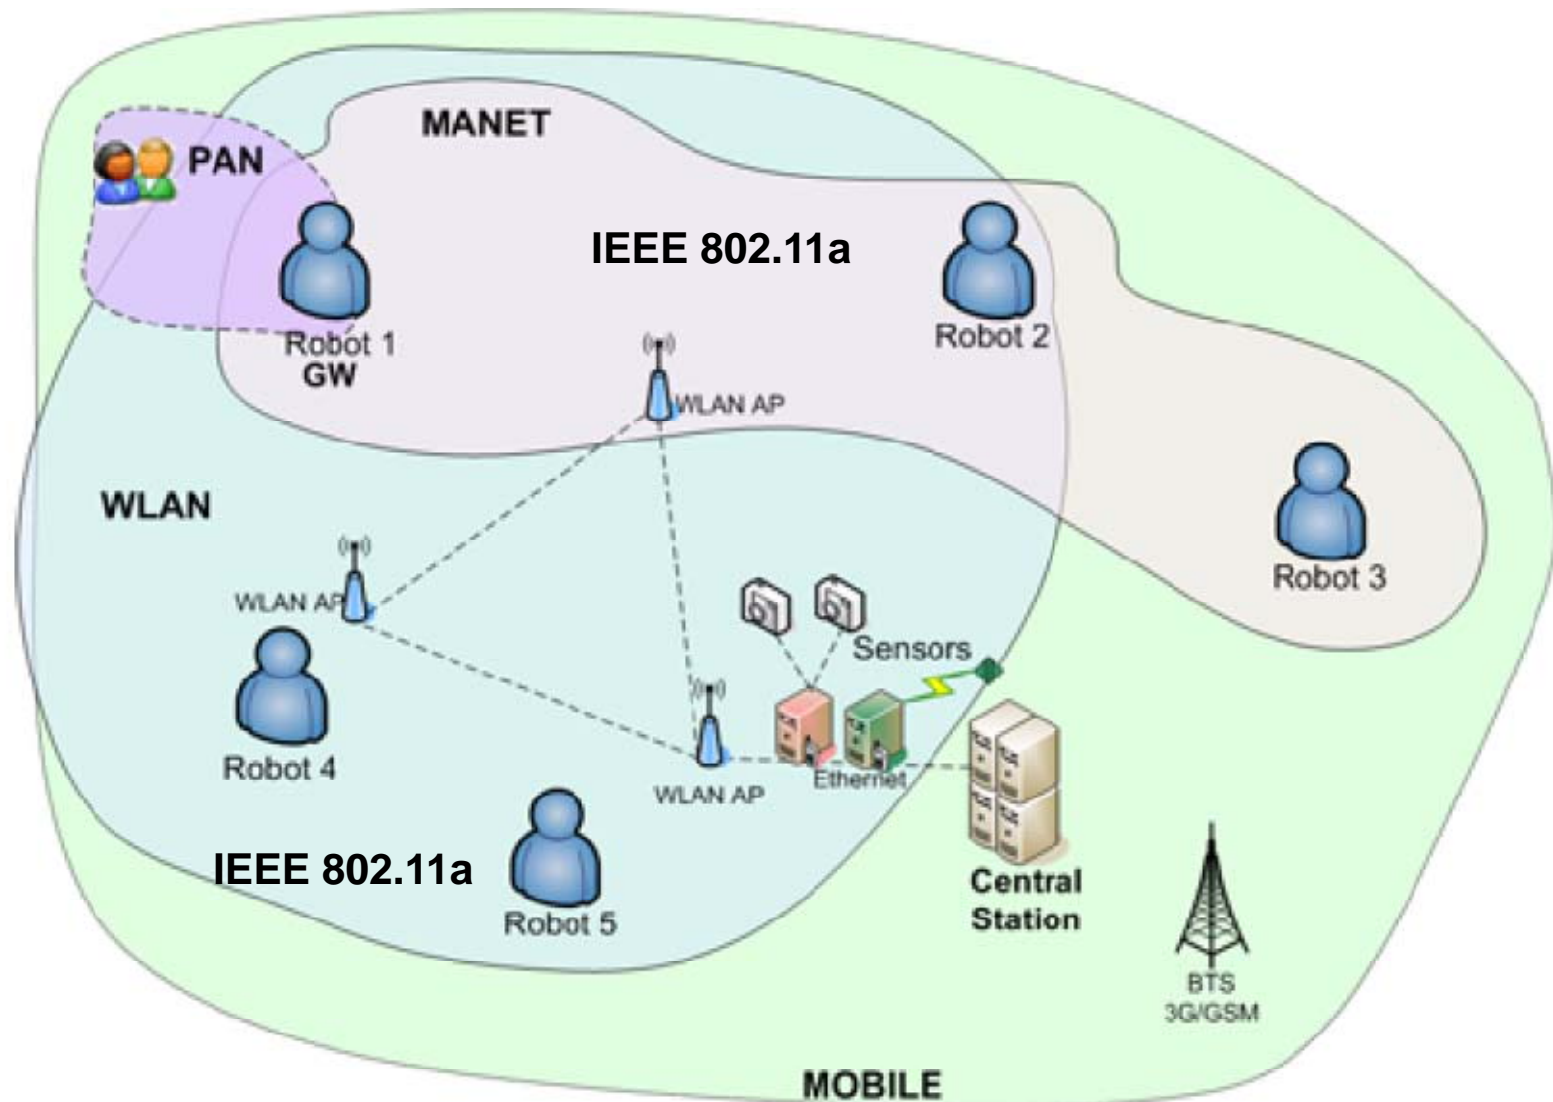 MANET
PAN
IEEE 802.11a
Robot 1
GW
Robot 2
WLAN AP
WLAN
Robot 3
WLAN AP
Sensors
Robot 4
WLAN AP
Ethernet
IEEE 802.11a
Robot 5
Central
Station
BTS
3G/GSM
MOBILE